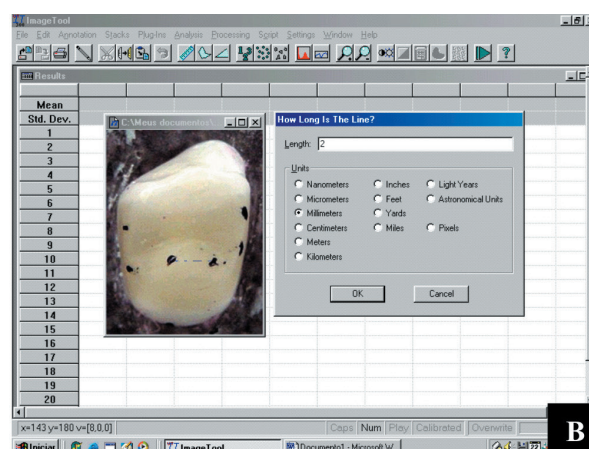 ImageTool
File Edit Annotation Stacks Plug-Ins Analysis Processing Script Settings Window Help
Results
Mean
Std. Dev.
1
2
3
4
5
6
7
8
9
10
11
12
13
14
15
16
17
18
19
20
C:\Meus documentos\...
How Long Is The Line?
Length: 2
Units
Nanometers Inches Light Years
Micrometers Feet Astronomical Units
Millimeters Yards
Centimeters Miles Pixels
Meters
Kilometers
OK Cancel
x=143 y=180 v=[8,0,0] Caps Num Play Calibrated Overwrite
Iniciar ImageTool Documento1 - Microsoft W...
B